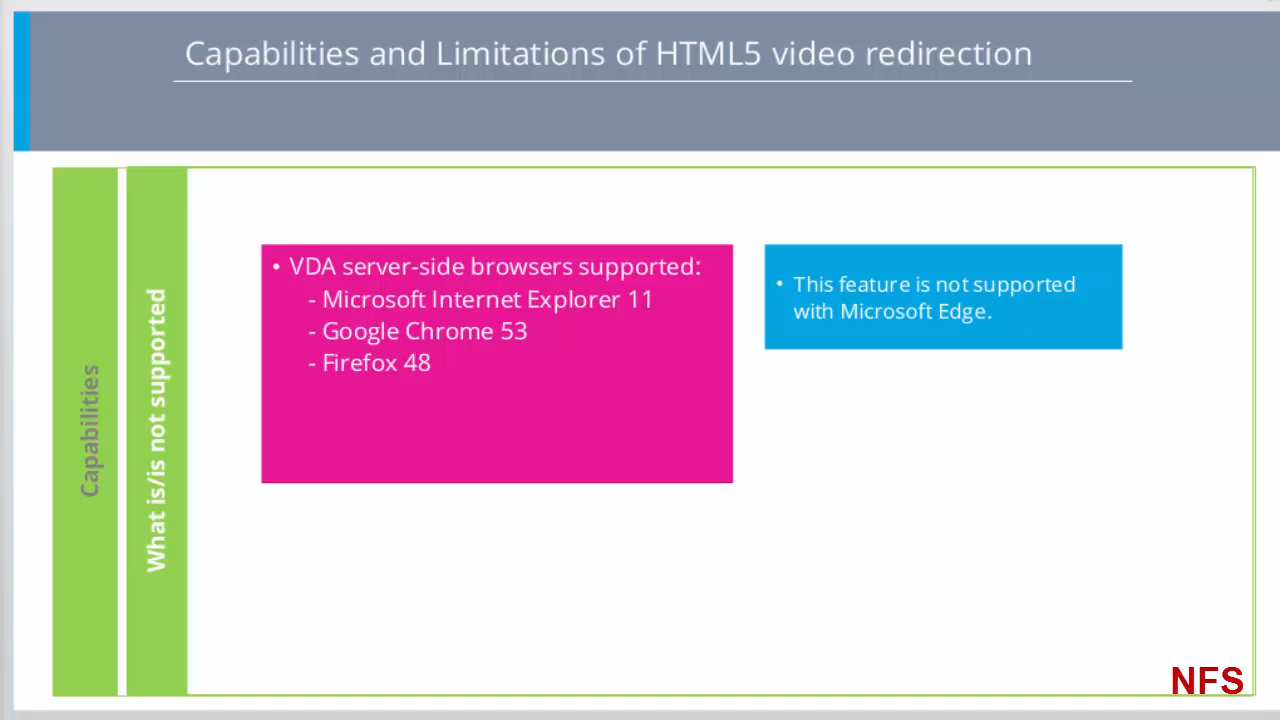 Capabilities and Limitations of HTML5 video redirection
Capabilities
What is/is not supported
• VDA server-side browsers supported:
- Microsoft Internet Explorer 11
- Google Chrome 53
- Firefox 48
• This feature is not supported
with Microsoft Edge.
NFS